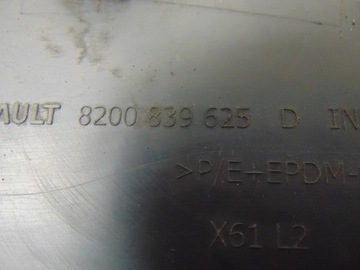 AULT 8200 839 625 D IN
>P/E+EPDM-
X61 L2